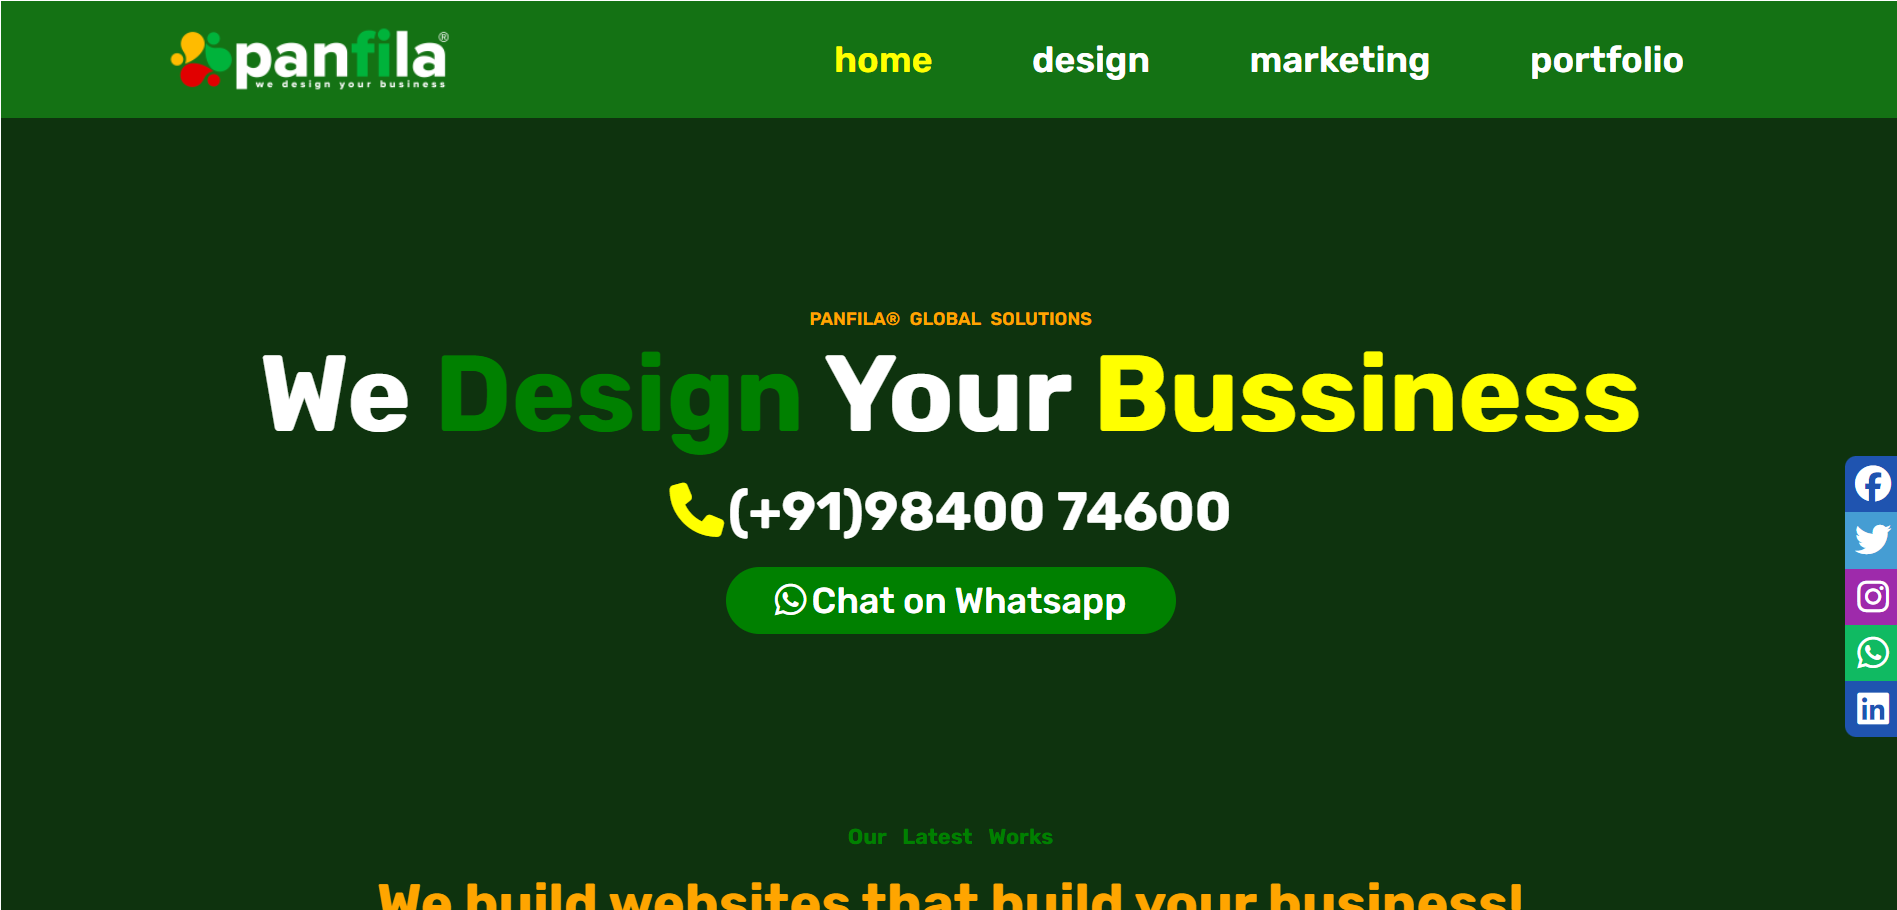 panfila®
we design your business
home design marketing portfolio
PANFILA® GLOBAL SOLUTIONS
We Design Your Bussiness
(+91)98400 74600
Chat on Whatsapp
in
Our Latest Works
We build websites that build your business!